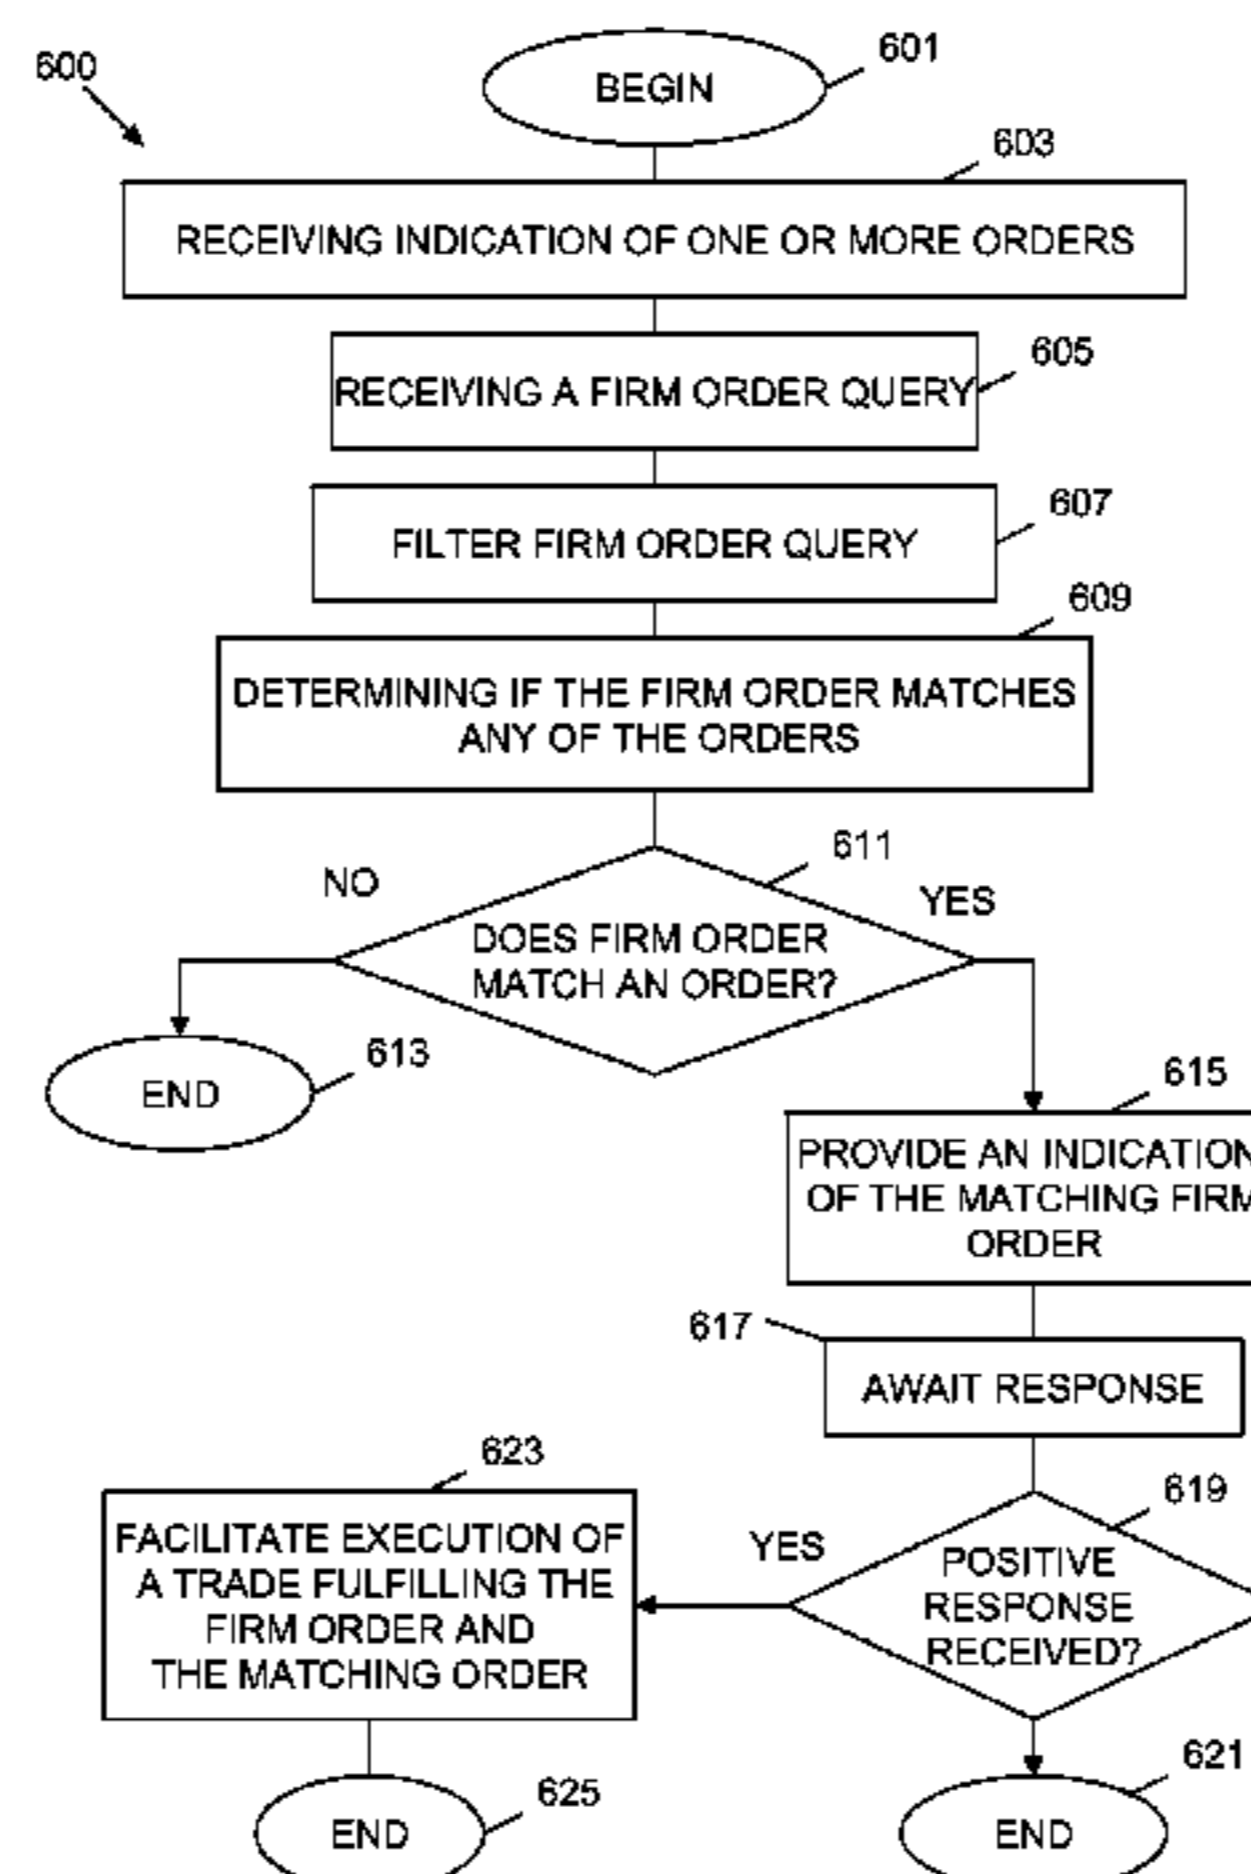 600
BEGIN
601
603
RECEIVING INDICATION OF ONE OR MORE ORDERS
605
RECEIVING A FIRM ORDER QUERY
607
FILTER FIRM ORDER QUERY
609
DETERMINING IF THE FIRM ORDER MATCHES
ANY OF THE ORDERS
611
NO
YES
DOES FIRM ORDER
MATCH AN ORDER?
613
END
615
PROVIDE AN INDICATION
OF THE MATCHING FIRM
ORDER
617
AWAIT RESPONSE
623
619
FACILITATE EXECUTION OF
A TRADE FULFILLING THE
FIRM ORDER AND
THE MATCHING ORDER
YES
POSITIVE
RESPONSE
RECEIVED?
621
625
END
END